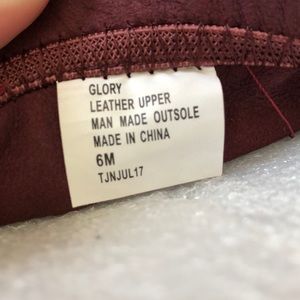 GLORY
LEATHER UPPER
MAN MADE OUTSOLE
MADE IN CHINA
6M
TJNJUL17